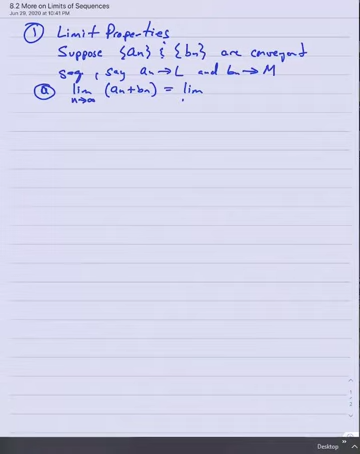 8.2 More on Limits of Sequences
Jun 29, 2020 at 10:41 PM
① Limit Properties
Suppose {an} & {bn} are convergent
seq, say an → L and bn → M
ⓐ lim (an + bn) = lim
n→∞
Desktop